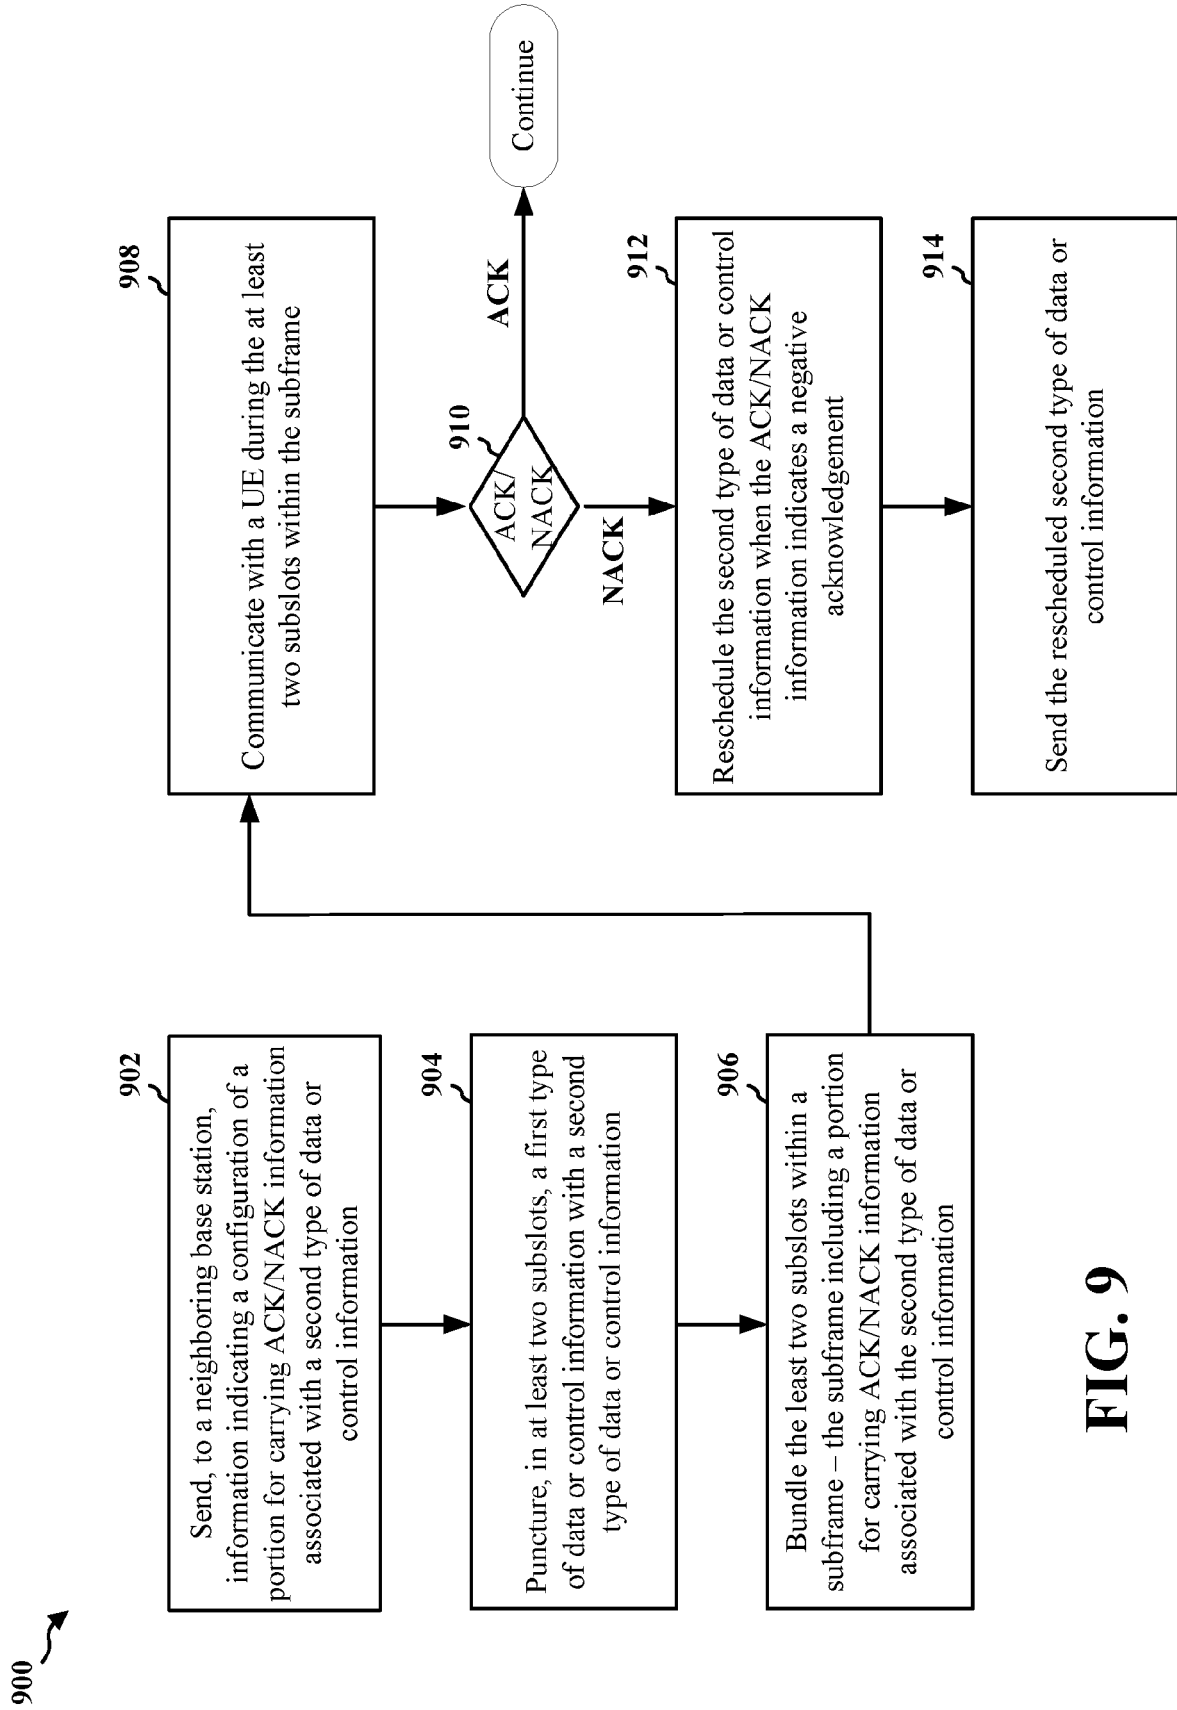 900
902
Send, to a neighboring base station,
information indicating a configuration of a
portion for carrying ACK/NACK information
associated with a second type of data or
control information
904
Puncture, in at least two subslots, a first type
of data or control information with a second
type of data or control information
906
Bundle the least two subslots within a
subframe – the subframe including a portion
for carrying ACK/NACK information
associated with the second type of data or
control information
908
Communicate with a UE during the at least
two subslots within the subframe
910
ACK/
NACK
ACK
Continue
NACK
912
Reschedule the second type of data or control
information when the ACK/NACK
information indicates a negative
acknowledgement
914
Send the rescheduled second type of data or
control information
FIG. 9